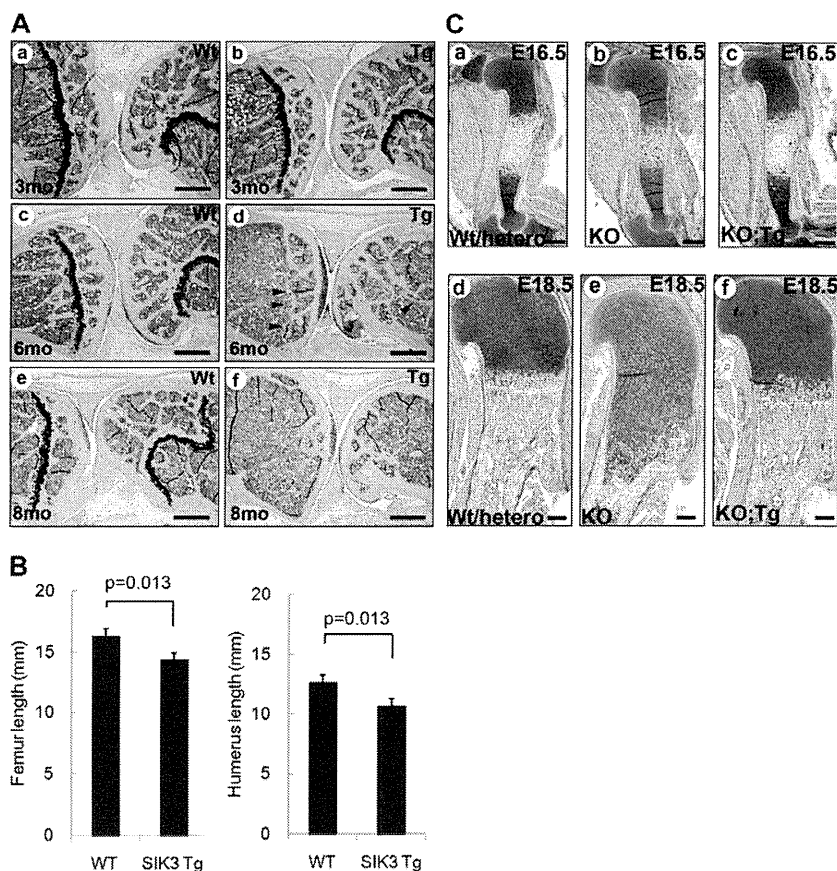 A
a Wt
3mo
b Tg
3mo
c Wt
6mo
d Tg
6mo
e Wt
8mo
f Tg
8mo
B
p=0.013
20
15
10
5
0
Femur length (mm)
WT
SIK3 Tg
p=0.013
20
15
10
5
0
Humerus length (mm)
WT
SIK3 Tg
C
a E16.5
Wt/hetero
b E16.5
KO
c E16.5
KO;Tg
d E18.5
Wt/hetero
e E18.5
KO
f E18.5
KO;Tg